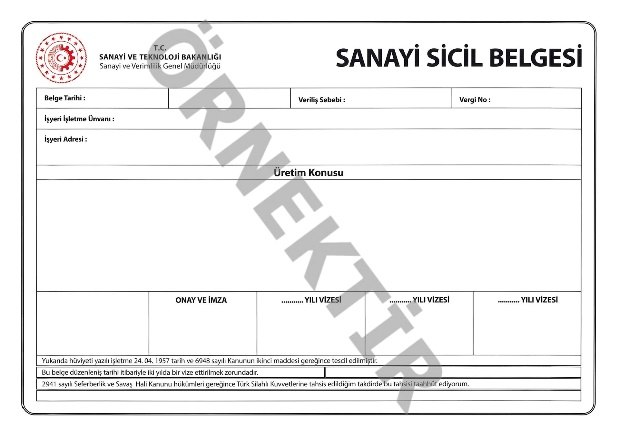 T.C.
SANAYİ VE TEKNOLOJİ BAKANLIĞI
Sanayi ve Verimlilik Genel Müdürlüğü
SANAYİ SİCİL BELGESİ
Belge Tarihi :
Veriliş Sebebi :
Vergi No :
İşyeri İşletme Ünvanı :
İşyeri Adresi :
Üretim Konusu
ÖRNEKTİR
ONAY VE İMZA
........... YILI VİZESİ
........... YILI VİZESİ
........... YILI VİZESİ
Yukarıda hüviyeti yazılı işletme 24. 04. 1957 tarih ve 6948 sayılı Kanunun ikinci maddesi gereğince tescil edilmiştir.
Bu belge düzenleniş tarihi itibariyle iki yılda bir vize ettirilmek zorundadır.
2941 sayılı Seferberlik ve Savaş Hali Kanunu hükümleri gereğince Türk Silahlı Kuvvetlerine tahsis edildiğim takdirde bu tahsisi taahhüt ediyorum.